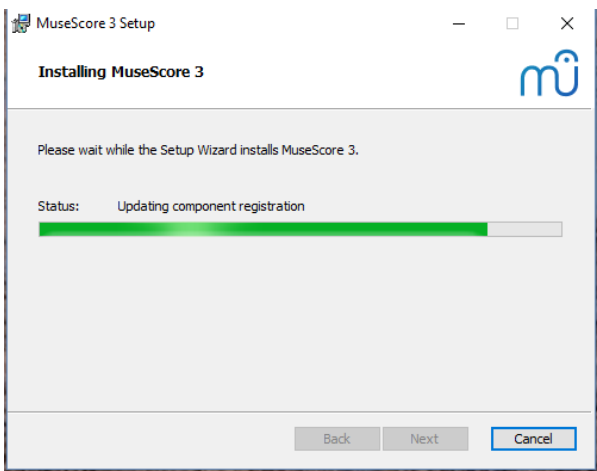 MuseScore 3 Setup
Installing MuseScore 3
Please wait while the Setup Wizard installs MuseScore 3.
Status: Updating component registration
Back Next Cancel